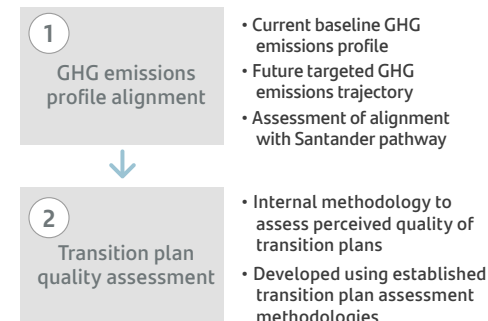 1
GHG emissions
profile alignment
• Current baseline GHG
emissions profile
• Future targeted GHG
emissions trajectory
• Assessment of alignment
with Santander pathway
2
Transition plan
quality assessment
• Internal methodology to
assess perceived quality of
transition plans
• Developed using established
transition plan assessment
methodologies